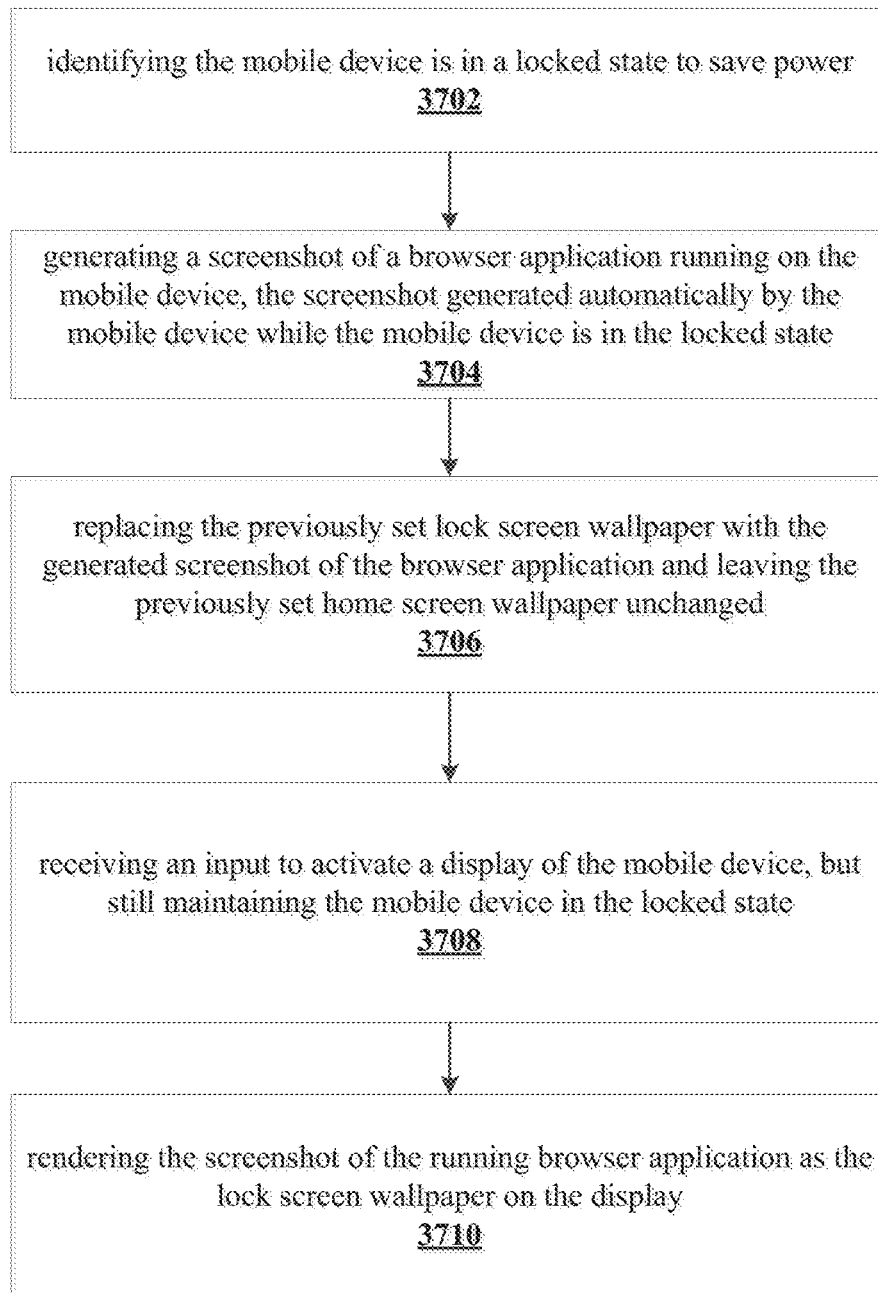 identifying the mobile device is in a locked state to save power
3702
generating a screenshot of a browser application running on the
mobile device, the screenshot generated automatically by the
mobile device while the mobile device is in the locked state
3704
replacing the previously set lock screen wallpaper with the
generated screenshot of the browser application and leaving the
previously set home screen wallpaper unchanged
3706
receiving an input to activate a display of the mobile device, but
still maintaining the mobile device in the locked state
3708
rendering the screenshot of the running browser application as the
lock screen wallpaper on the display
3710